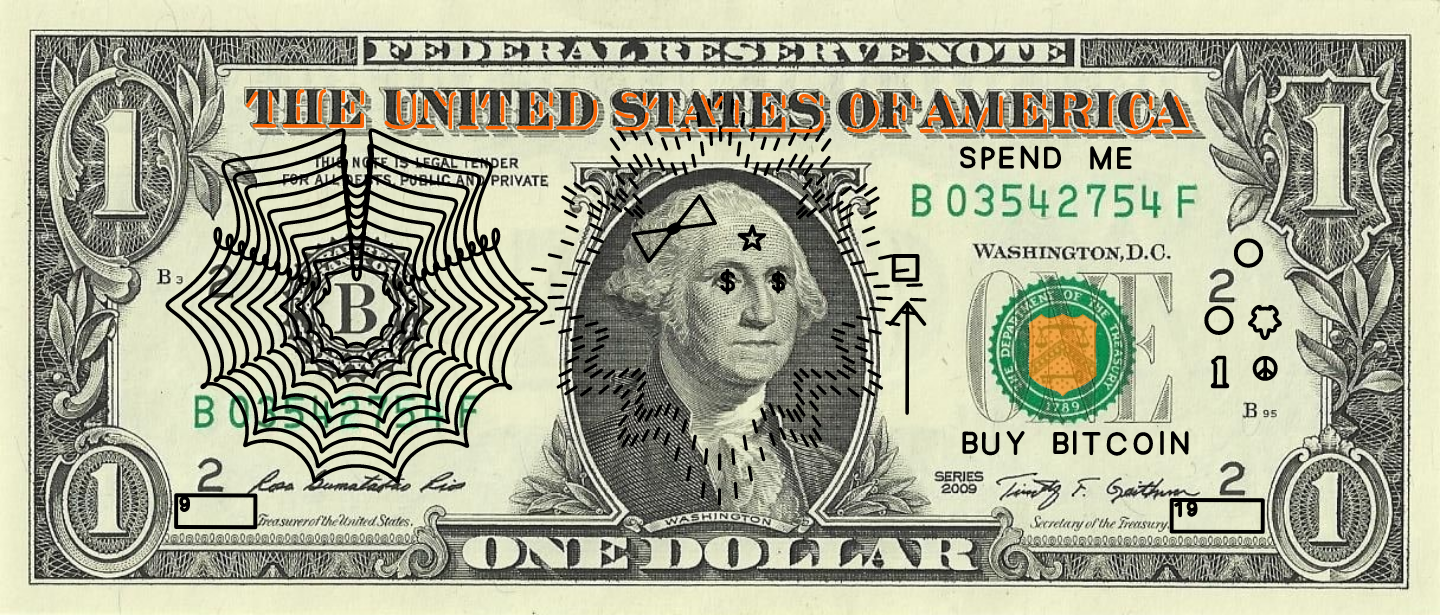 FEDERAL RESERVE NOTE
THE UNITED STATES OF AMERICA
1
1
THIS NOTE IS LEGAL TENDER
FOR ALL DEBTS, PUBLIC AND PRIVATE
SPEND ME
B 03542754 F
WASHINGTON, D.C.
B 3
2
B
$ $
ONE
THE DEPARTMENT OF THE TREASURY
1789
2
1
B 95
B 03542754 F
BUY BITCOIN
2
Rosa Gumataotao Rios
SERIES
2009
Timothy F. Geithner
2
9
19
Treasurer of the United States.
WASHINGTON
Secretary of the Treasury.
1
1
ONE DOLLAR